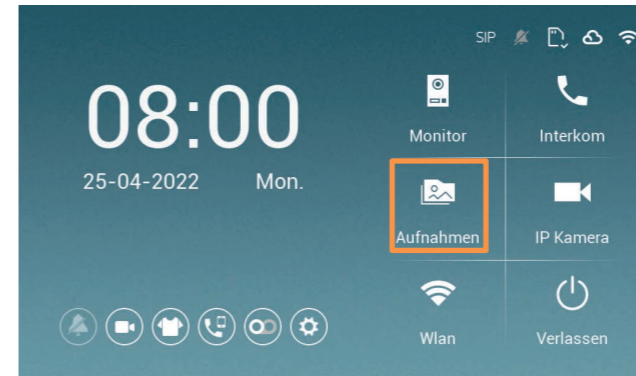 SIP
08:00
25-04-2022 Mon.
Monitor
Interkom
Aufnahmen
IP Kamera
Wlan
Verlassen